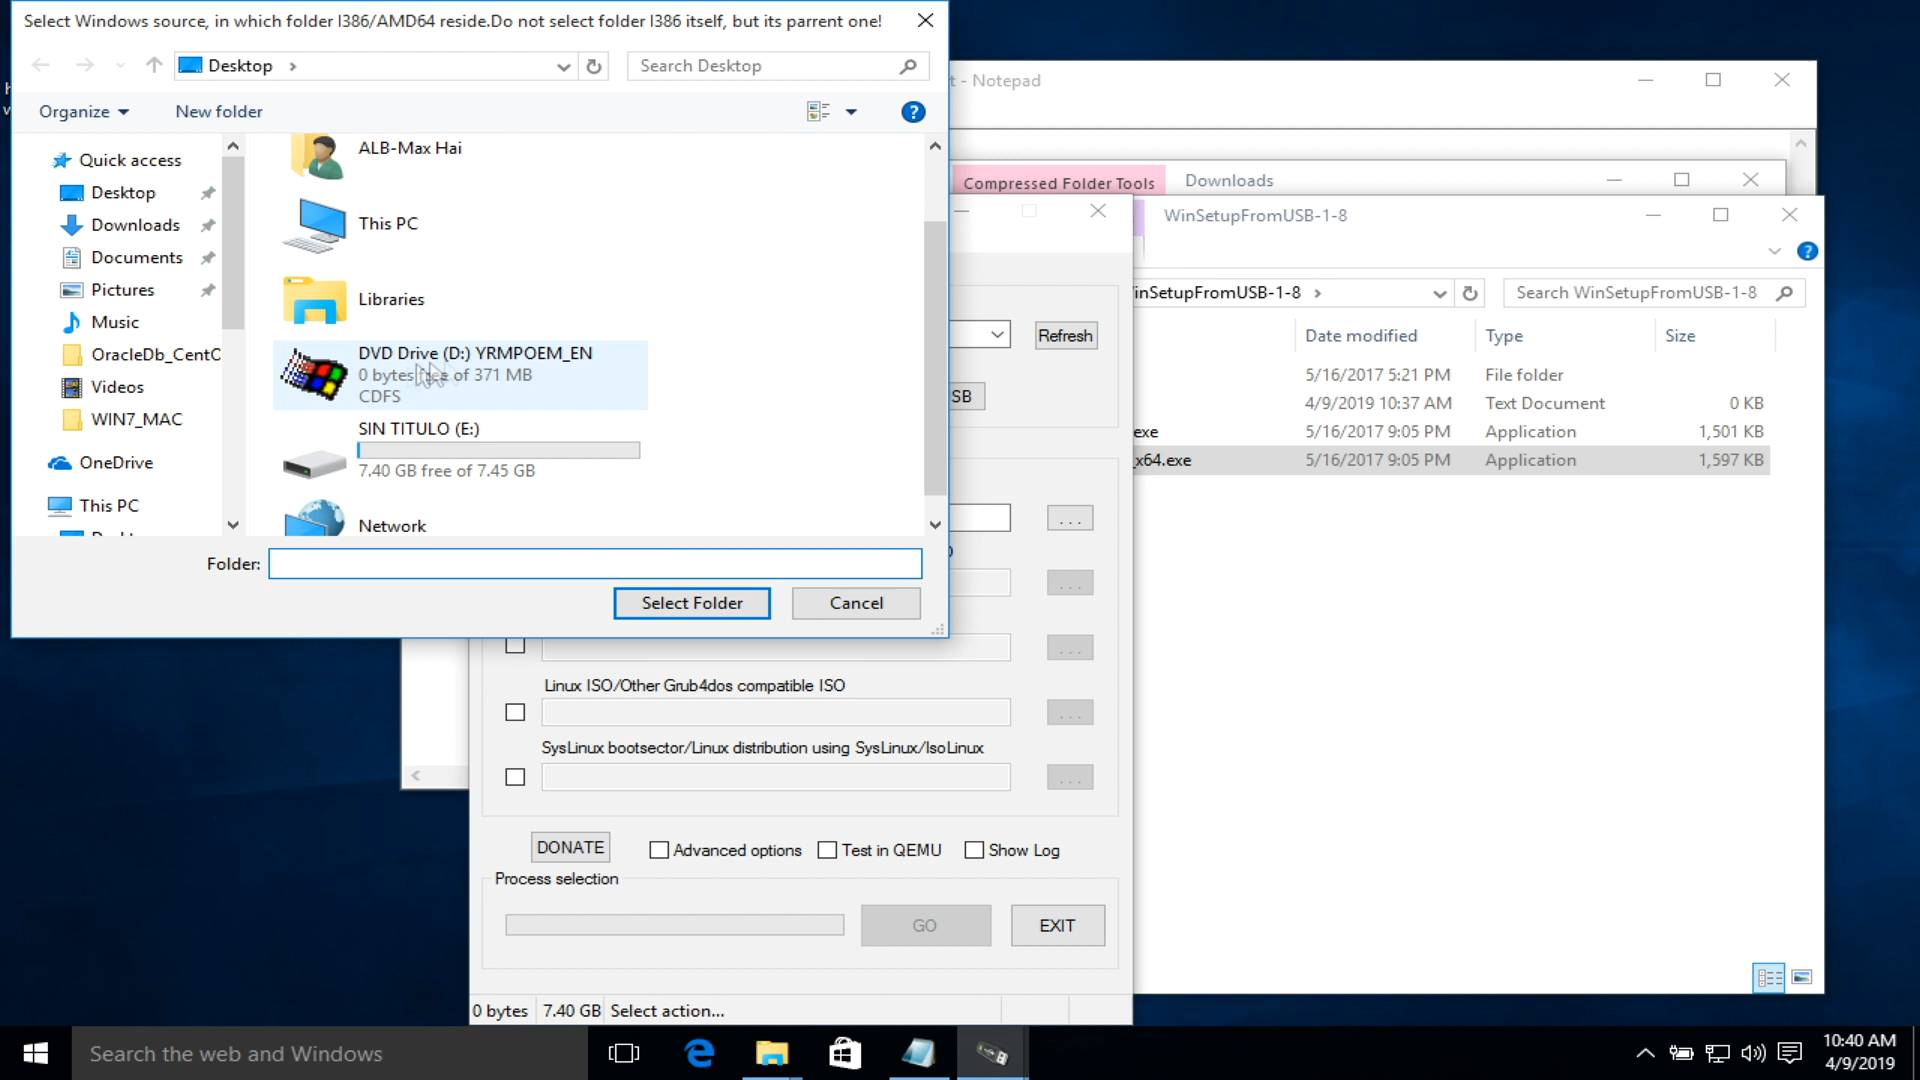 Select Windows source, in which folder I386/AMD64 reside.Do not select folder I386 itself, but its parrent one!
Desktop
Search Desktop
Organize
New folder
Quick access
Desktop
Downloads
Documents
Pictures
Music
OracleDb_CentC
Videos
WIN7_MAC
OneDrive
This PC
ALB-Max Hai
This PC
Libraries
DVD Drive (D:) YRMPOEM_EN
0 bytes free of 371 MB
CDFS
SIN TITULO (E:)
7.40 GB free of 7.45 GB
Network
Folder:
Select Folder
Cancel
t - Notepad
Compressed Folder Tools
Downloads
WinSetupFromUSB-1-8
inSetupFromUSB-1-8
Search WinSetupFromUSB-1-8
Date modified
Type
Size
5/16/2017 5:21 PM
File folder
4/9/2019 10:37 AM
Text Document
0 KB
exe
5/16/2017 9:05 PM
Application
1,501 KB
_x64.exe
5/16/2017 9:05 PM
Application
1,597 KB
Refresh
SB
...
...
...
Linux ISO/Other Grub4dos compatible ISO
...
SysLinux bootsector/Linux distribution using SysLinux/IsoLinux
...
DONATE
Advanced options
Test in QEMU
Show Log
Process selection
GO
EXIT
0 bytes
7.40 GB
Select action...
Search the web and Windows
10:40 AM
4/9/2019